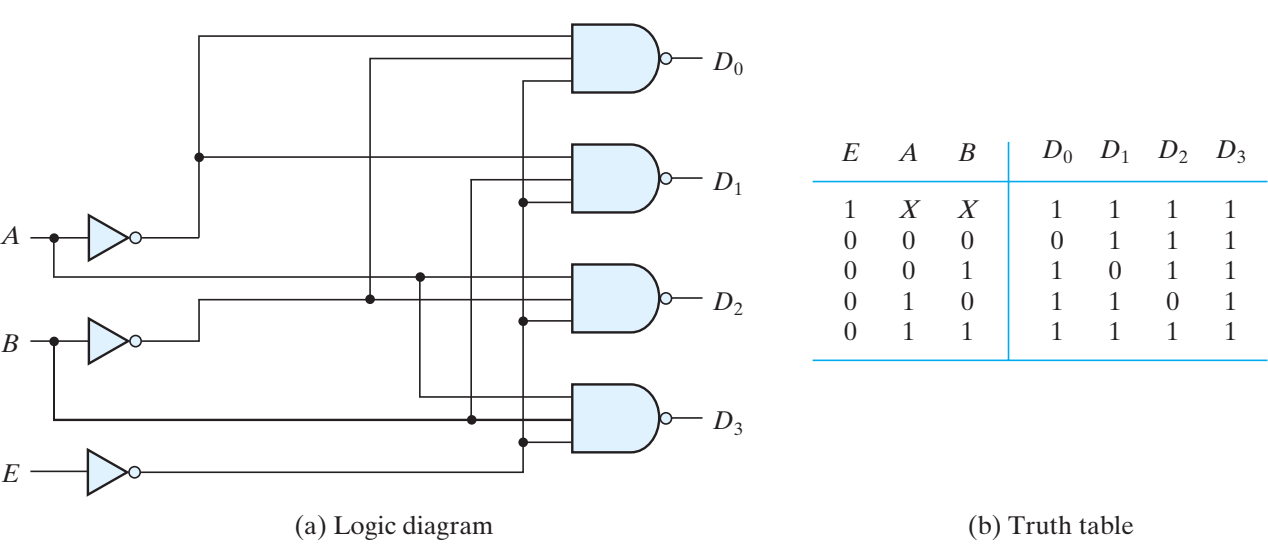 D₀
D₁
A
D₂
B
D₃
E
(a) Logic diagram
E A B D₀ D₁ D₂ D₃
1 X X 1 1 1 1
0 0 0 0 1 1 1
0 0 1 1 0 1 1
0 1 0 1 1 0 1
0 1 1 1 1 1 1
(b) Truth table